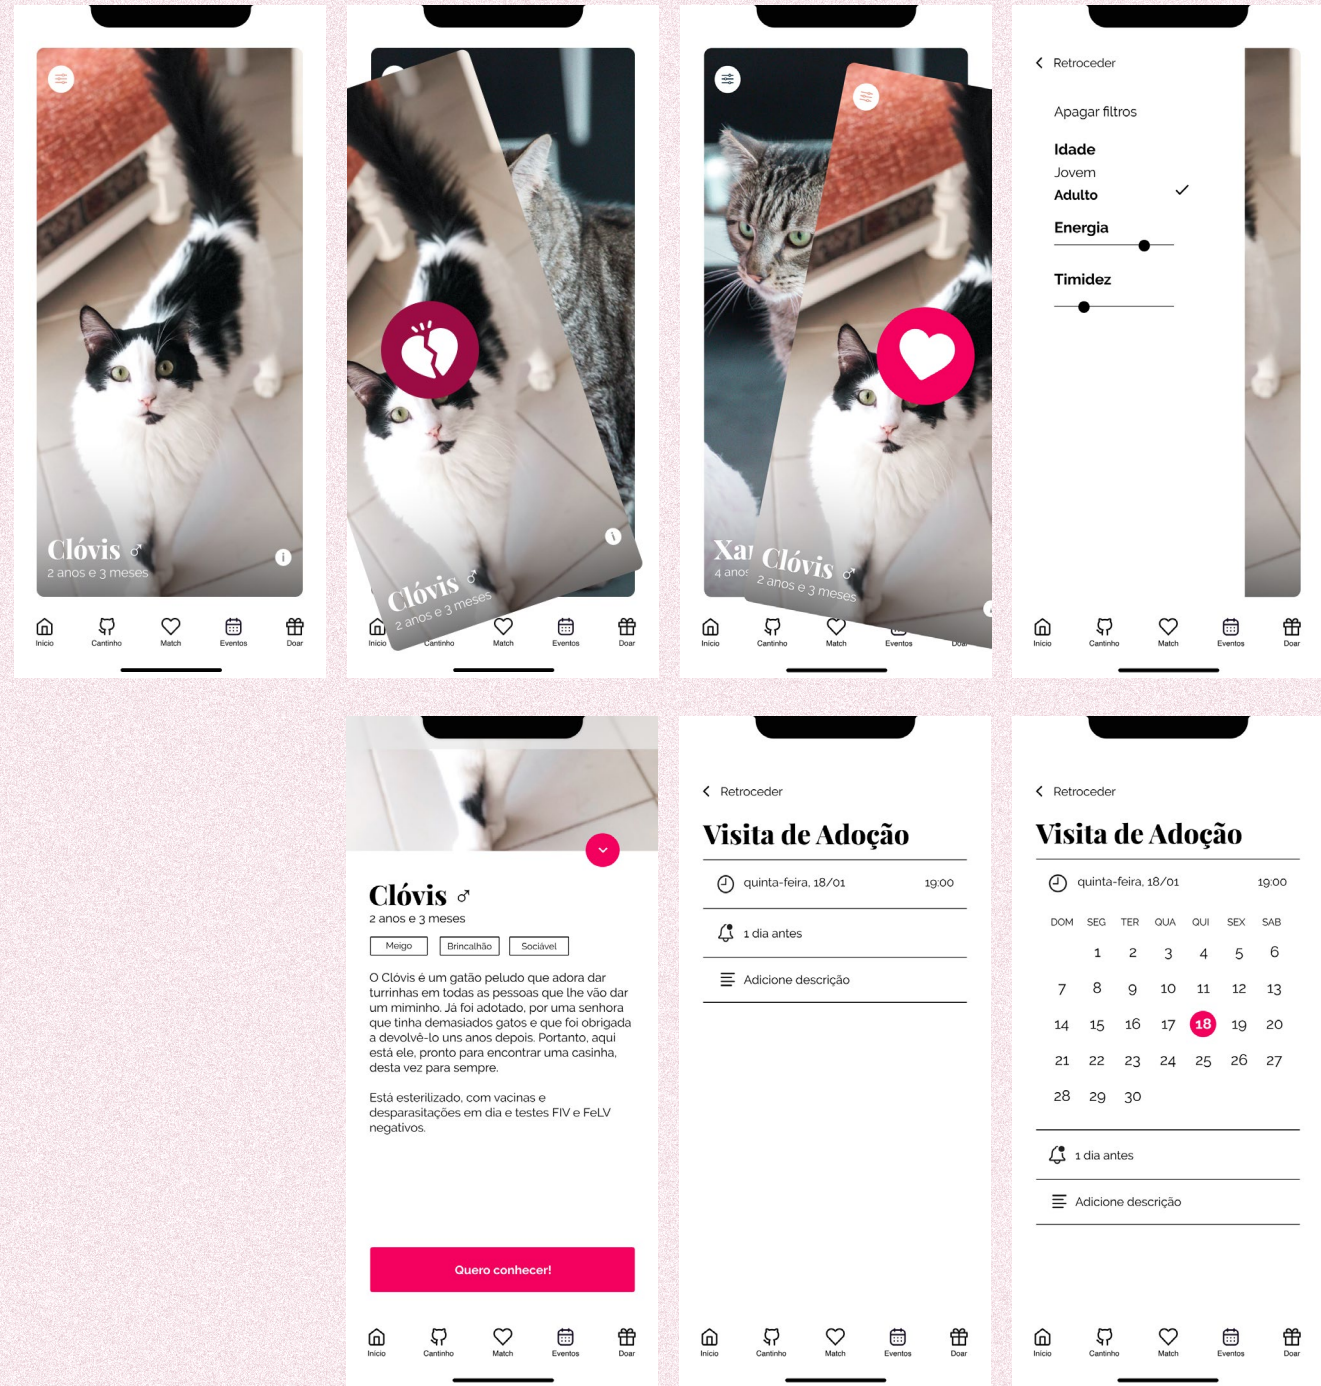 Clóvis ♂
2 anos e 3 meses
Início Cantinho Match Eventos Doar
Clóvis ♂
2 anos e 3 meses
Início Cantinho Match Eventos Doar
Xa
4 anos
Clóvis ♂
2 anos e 3 meses
Início Cantinho Match Eventos
Retroceder
Apagar filtros
Idade
Jovem
Adulto
Energia
Timidez
Início Cantinho Match Eventos Doar
Clóvis ♂
2 anos e 3 meses
Meigo Brincalhão Sociável
O Clóvis é um gatão peludo que adora dar
turrinhas em todas as pessoas que lhe vão dar
um miminho. Já foi adotado, por uma senhora
que tinha demasiados gatos e que foi obrigada
a devolvê-lo uns anos depois. Portanto, aqui
está ele, pronto para encontrar uma casinha,
desta vez para sempre.
Está esterilizado, com vacinas e
desparasitações em dia e testes FIV e FeLV
negativos.
Quero conhecer!
Início Cantinho Match Eventos Doar
Retroceder
Visita de Adoção
quinta-feira, 18/01 19:00
1 dia antes
Adicione descrição
Início Cantinho Match Eventos Doar
Retroceder
Visita de Adoção
quinta-feira, 18/01 19:00
DOM SEG TER QUA QUI SEX SAB
1 2 3 4 5 6
7 8 9 10 11 12 13
14 15 16 17 18 19 20
21 22 23 24 25 26 27
28 29 30
1 dia antes
Adicione descrição
Início Cantinho Match Eventos Doar